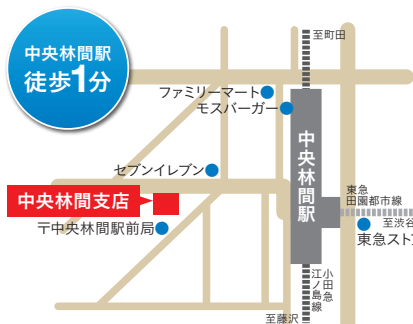 中央林間駅
徒歩1分
至町田
ファミリーマート
モスバーガー
中央林間駅
セブンイレブン
中央林間支店
〒中央林間駅前局
東急
田園都市線
至渋谷
東急スト
小田急
江ノ島線
至藤沢